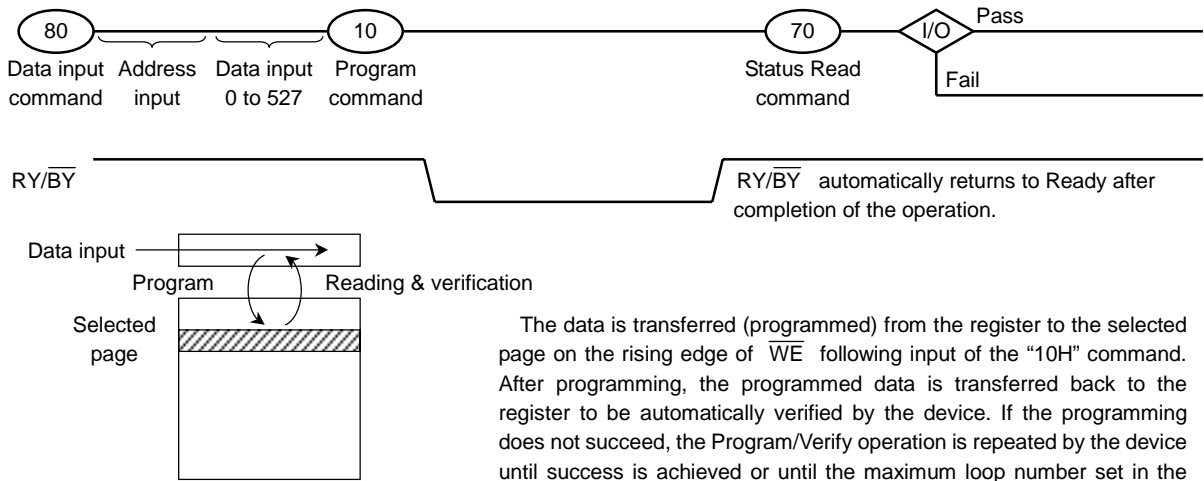 80 10 70 I/O Pass
Data input Address Data input Program Status Read
command input 0 to 527 command command Fail
RY/BY RY/BY automatically returns to Ready after
completion of the operation.
Data input
Program Reading & verification
Selected
page
The data is transferred (programmed) from the register to the selected
page on the rising edge of WE following input of the “10H” command.
After programming, the programmed data is transferred back to the
register to be automatically verified by the device. If the programming
does not succeed, the Program/Verify operation is repeated by the device
until success is achieved or until the maximum loop number set in the